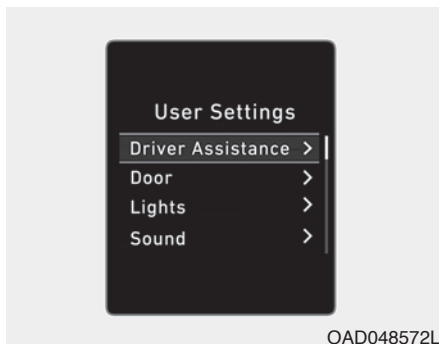 User Settings
Driver Assistance >
Door >
Lights >
Sound >
OAD048572L